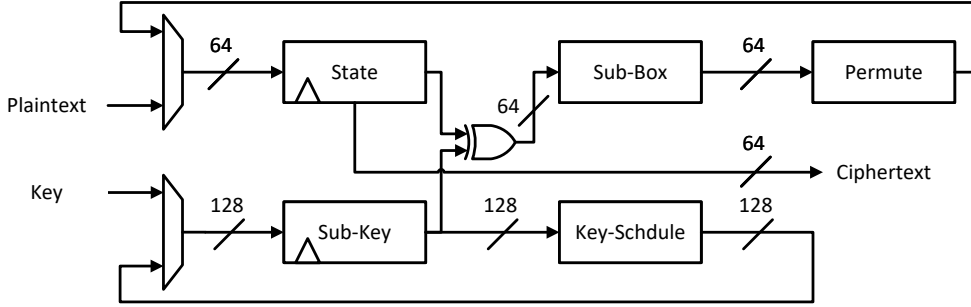 64
State
Sub-Box
64
Permute
Plaintext
64
64
Ciphertext
Key
128
Sub-Key
128
Key-Schdule
128